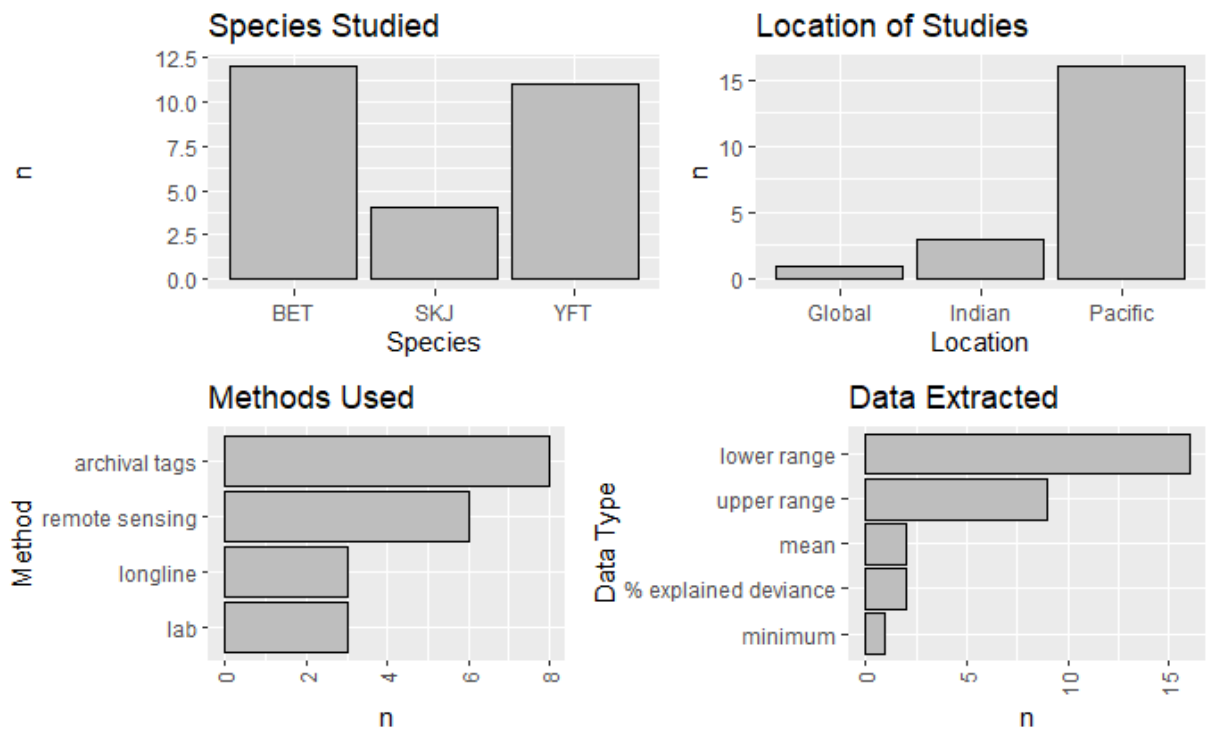 Species Studied
12.5
10.0
7.5
5.0
2.5
0.0
n
BET SKJ YFT
Species
Location of Studies
15
10
5
0
n
Global Indian Pacific
Location
Methods Used
archival tags
remote sensing
longline
lab
Method
0 2 4 6 8
n
Data Extracted
lower range
upper range
mean
% explained deviance
minimum
Data Type
0 5 10 15
n